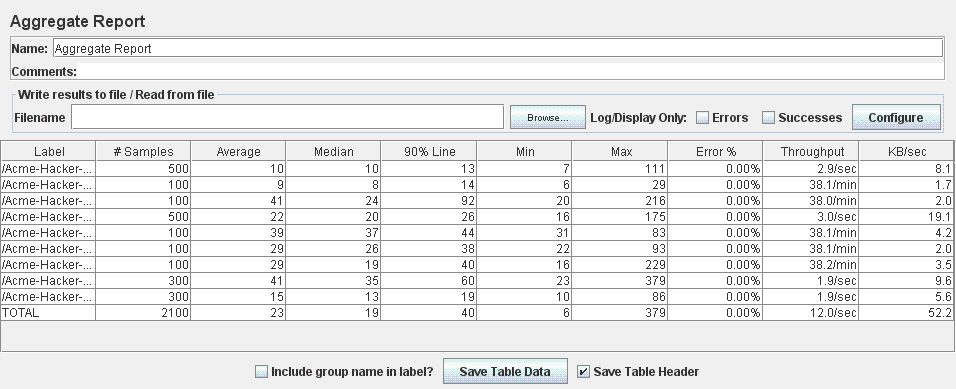 Aggregate Report
Name: Aggregate Report
Comments:
Write results to file / Read from file
Filename Browse... Log/Display Only: Errors Successes Configure
Label # Samples Average Median 90% Line Min Max Error % Throughput KB/sec
/Acme-Hacker-... 500 10 10 13 7 111 0.00% 2.9/sec 8.1
/Acme-Hacker-... 100 9 8 14 6 29 0.00% 38.1/min 1.7
/Acme-Hacker-... 100 41 24 92 20 216 0.00% 38.0/min 2.0
/Acme-Hacker-... 500 22 20 26 16 175 0.00% 3.0/sec 19.1
/Acme-Hacker-... 100 39 37 44 31 83 0.00% 38.1/min 4.2
/Acme-Hacker-... 100 29 26 38 22 93 0.00% 38.1/min 2.0
/Acme-Hacker-... 100 29 19 40 16 229 0.00% 38.2/min 3.5
/Acme-Hacker-... 300 41 35 60 23 379 0.00% 1.9/sec 9.6
/Acme-Hacker-... 300 15 13 19 10 86 0.00% 1.9/sec 5.6
TOTAL 2100 23 19 40 6 379 0.00% 12.0/sec 52.2
Include group name in label? Save Table Data Save Table Header